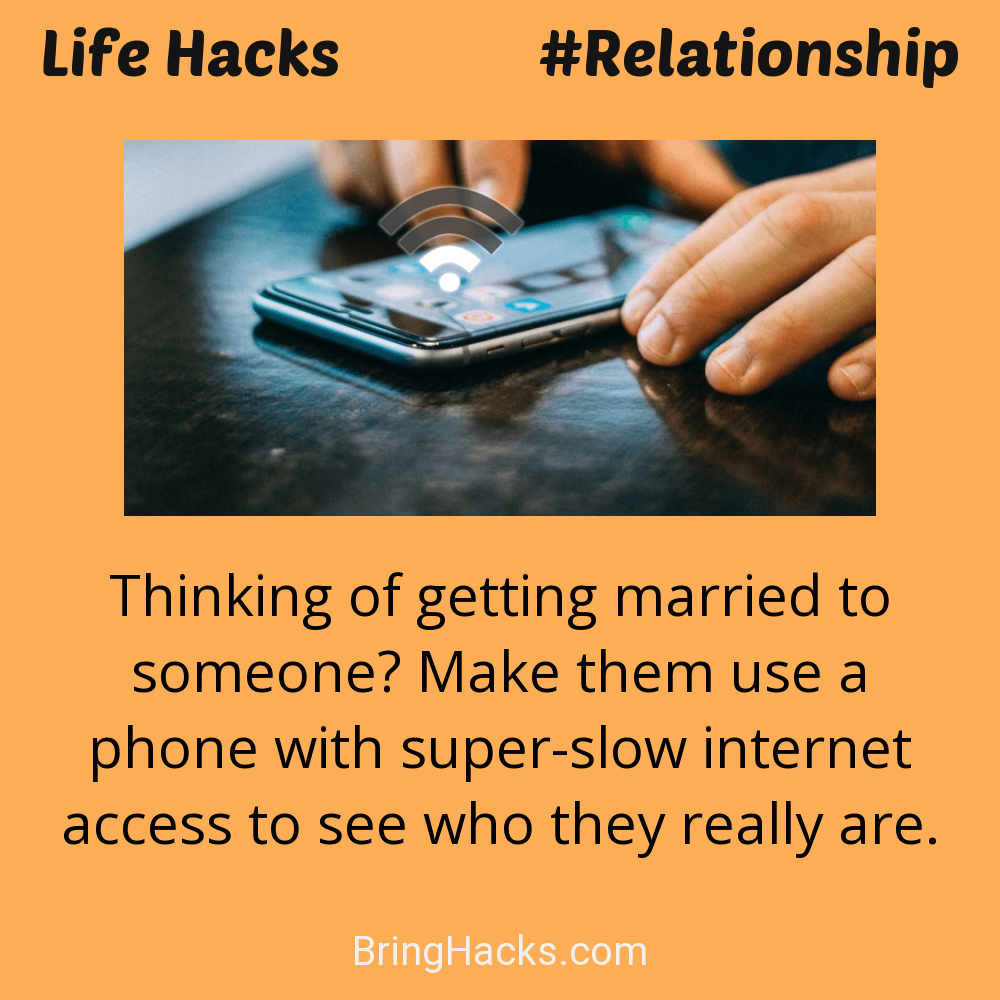 Life Hacks #Relationship
Thinking of getting married to
someone? Make them use a
phone with super-slow internet
access to see who they really are.
BringHacks.com